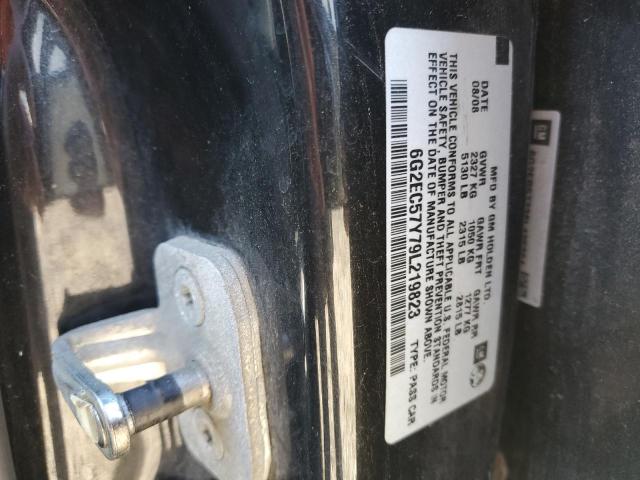 MFD BY GM HOLDEN LTD
DATE GVWR GAWR FRT GAWR RR
08/08 2327 KG 1050 KG 1277 KG
5130 LB 2315 LB 2815 LB
THIS VEHICLE CONFORMS TO ALL APPLICABLE U.S. FEDERAL MOTOR
VEHICLE SAFETY, BUMPER AND THEFT PREVENTION STANDARDS IN
EFFECT ON THE DATE OF MANUFACTURE SHOWN ABOVE.
6G2EC57Y79L219823 TYPE: PASS CAR
GM
GM